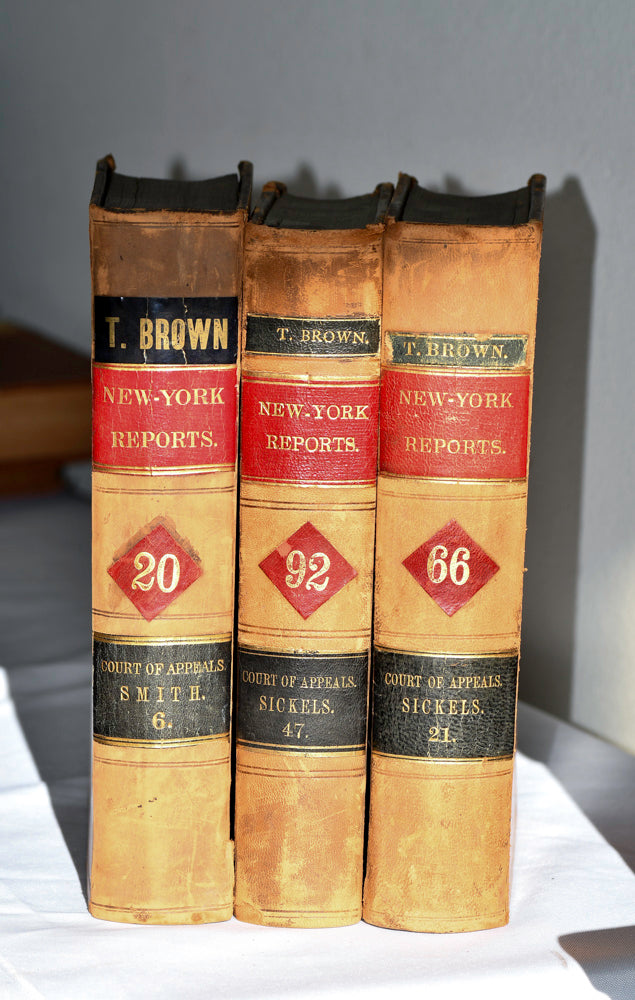 T. BROWN
NEW-YORK
REPORTS.
20
COURT OF APPEALS.
SMITH.
6.
T. BROWN.
NEW-YORK
REPORTS.
92
COURT OF APPEALS.
SICKELS.
47.
T. BROWN.
NEW-YORK
REPORTS.
66
COURT OF APPEALS.
SICKELS.
21.